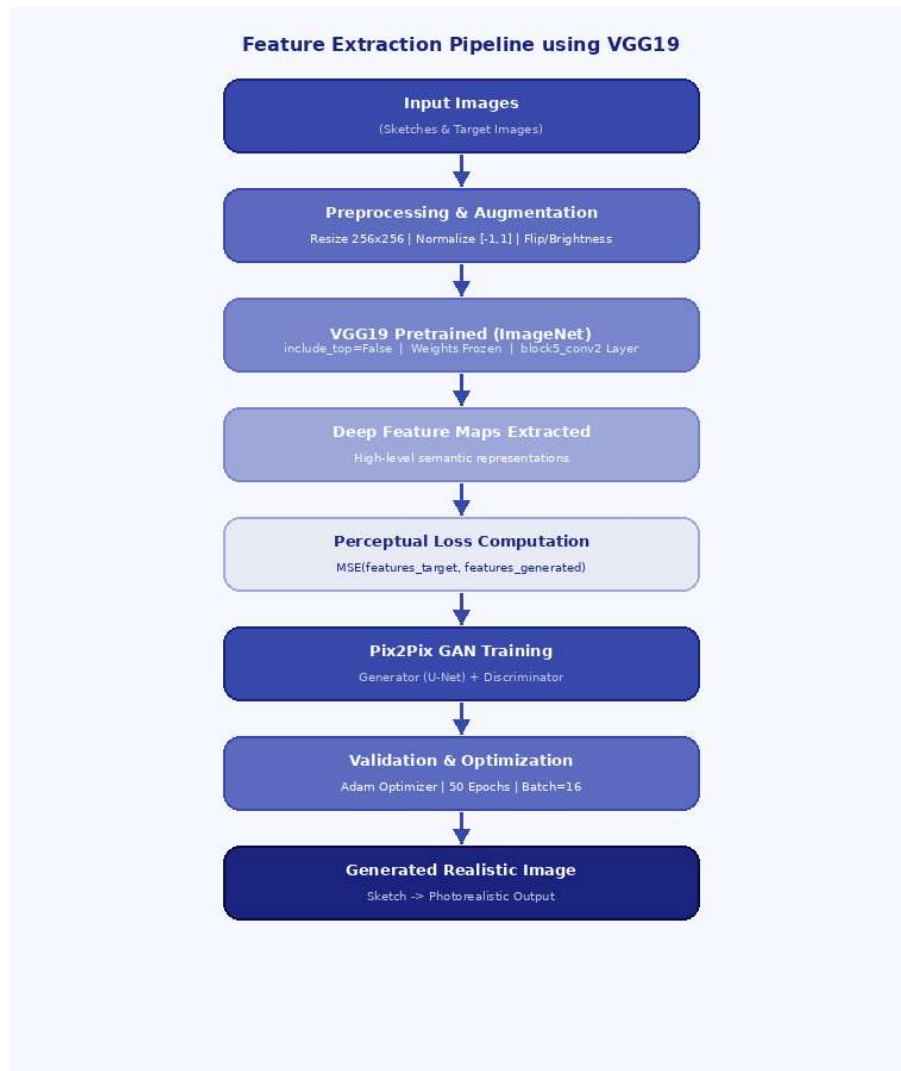 Feature Extraction Pipeline using VGG19
Input Images
(Sketches & Target Images)
Preprocessing & Augmentation
Resize 256x256 | Normalize [-1,1] | Flip/Brightness
VGG19 Pretrained (ImageNet)
include_top=False | Weights Frozen | block5_conv2 Layer
Deep Feature Maps Extracted
High-level semantic representations
Perceptual Loss Computation
MSE(features_target, features_generated)
Pix2Pix GAN Training
Generator (U-Net) + Discriminator
Validation & Optimization
Adam Optimizer | 50 Epochs | Batch=16
Generated Realistic Image
Sketch -> Photorealistic Output